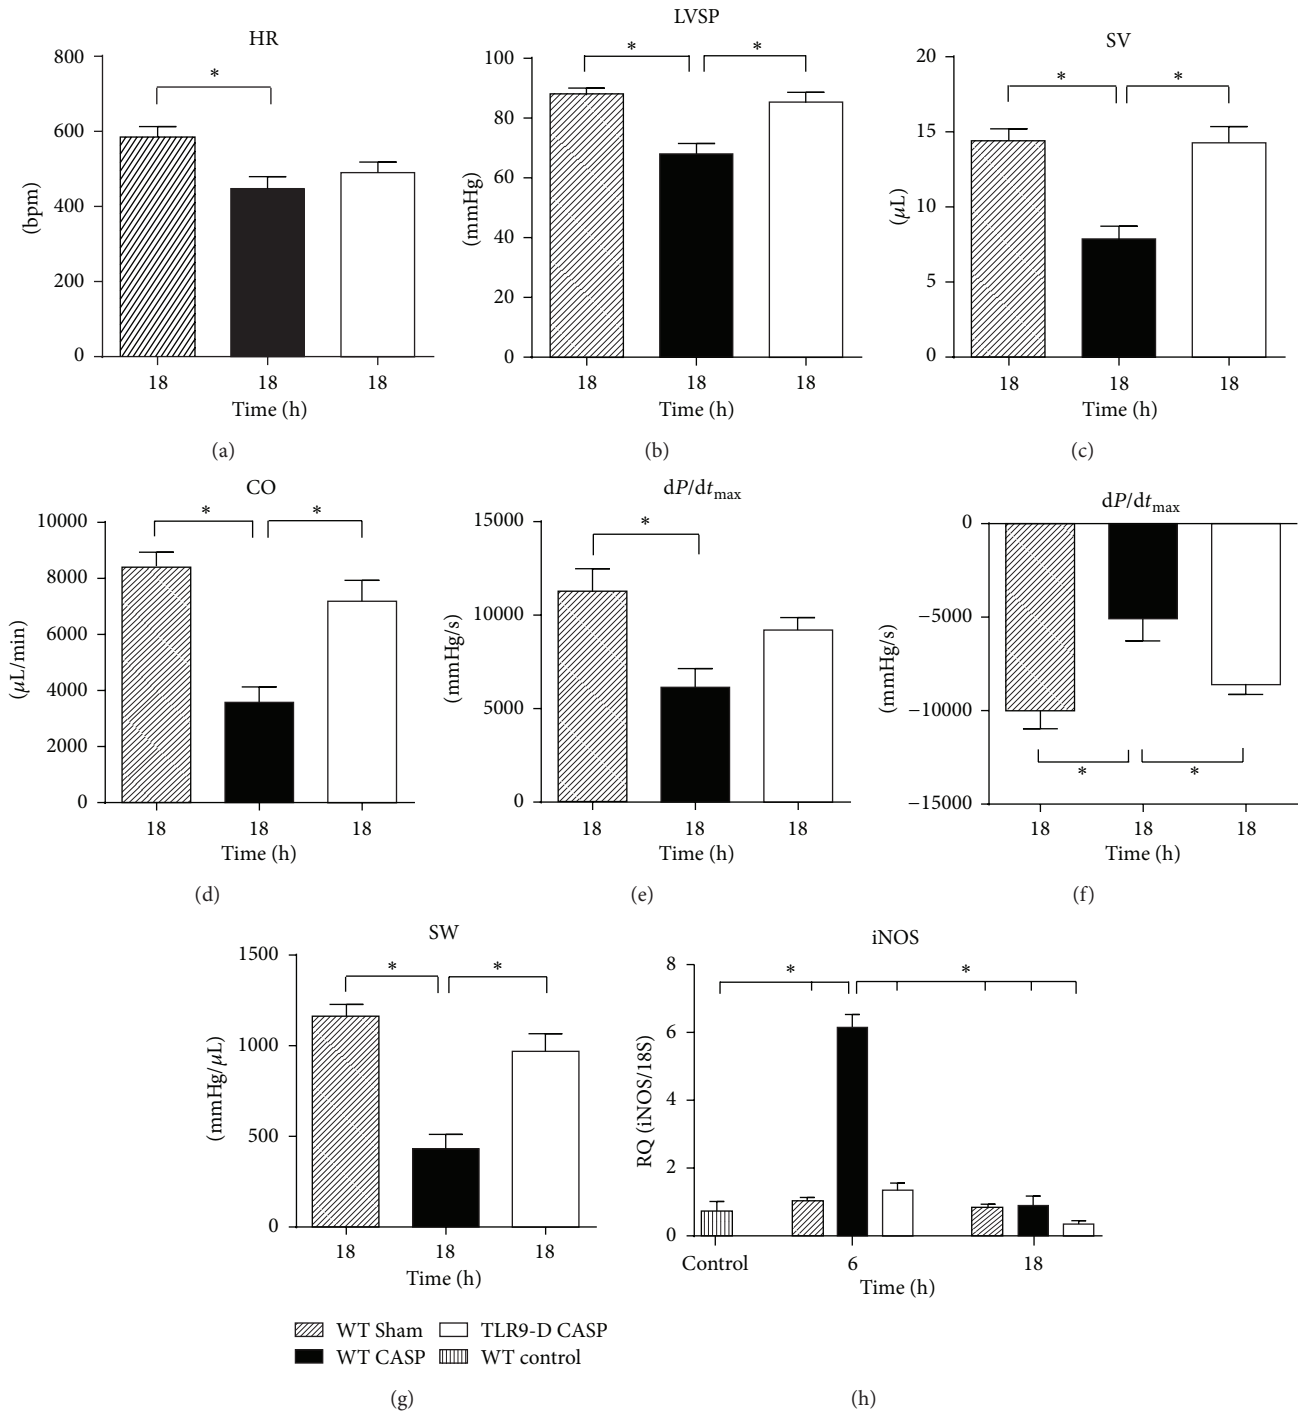 HR
800
600
400
200
0
(bpm)
*
18 18 18
Time (h)
(a)
LVSP
100
80
60
40
20
0
(mmHg)
* *
18 18 18
Time (h)
(b)
SV
20
15
10
5
0
(μL)
* *
18 18 18
Time (h)
(c)
CO
10000
8000
6000
4000
2000
0
(μL/min)
* *
18 18 18
Time (h)
(d)
dP/dtmax
15000
10000
5000
0
(mmHg/s)
*
18 18 18
Time (h)
(e)
dP/dtmax
0
−5000
−10000
−15000
(mmHg/s)
* *
18 18 18
Time (h)
(f)
SW
1500
1000
500
0
(mmHg/μL)
* *
18 18 18
Time (h)
WT Sham TLR9-D CASP
WT CASP WT control
(g)
iNOS
8
6
4
2
0
RQ (iNOS/18S)
* *
Control 6 18
Time (h)
(h)